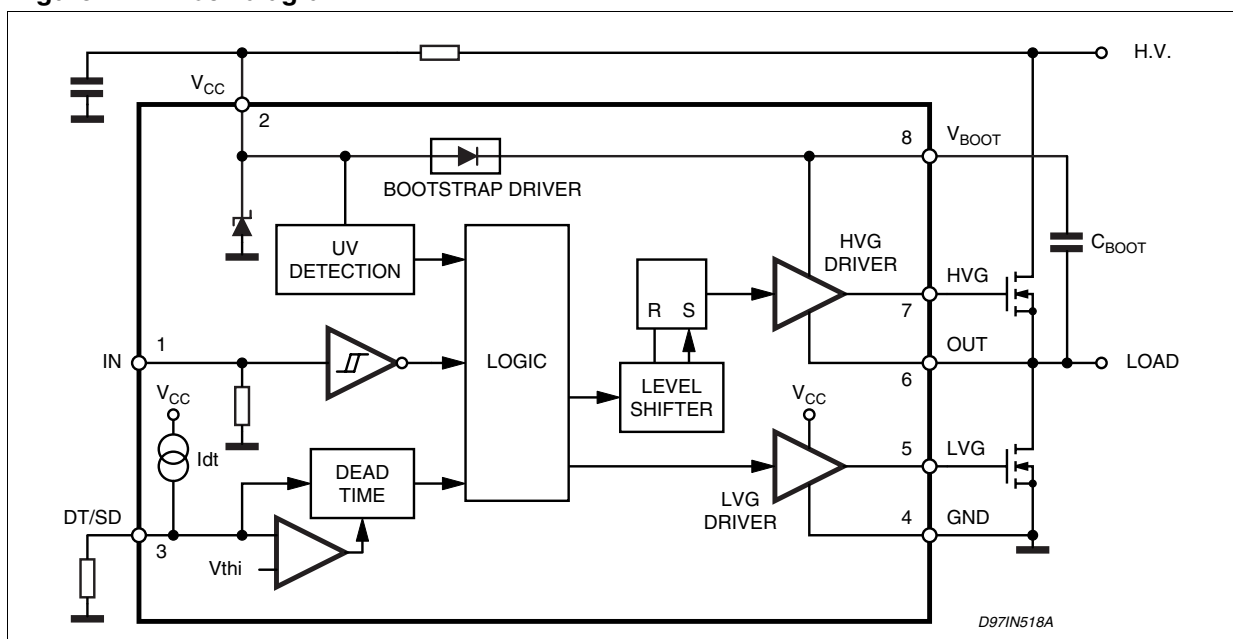 H.V.
VCC
2
8
VBOOT
BOOTSTRAP DRIVER
CBOOT
UV
DETECTION
HVG
DRIVER
HVG
7
R S
IN
1
LOGIC
OUT
6
LOAD
LEVEL
SHIFTER
VCC
VCC
Idt
5
LVG
DEAD
TIME
LVG
DRIVER
4
GND
DT/SD
3
Vthi
D97IN518A